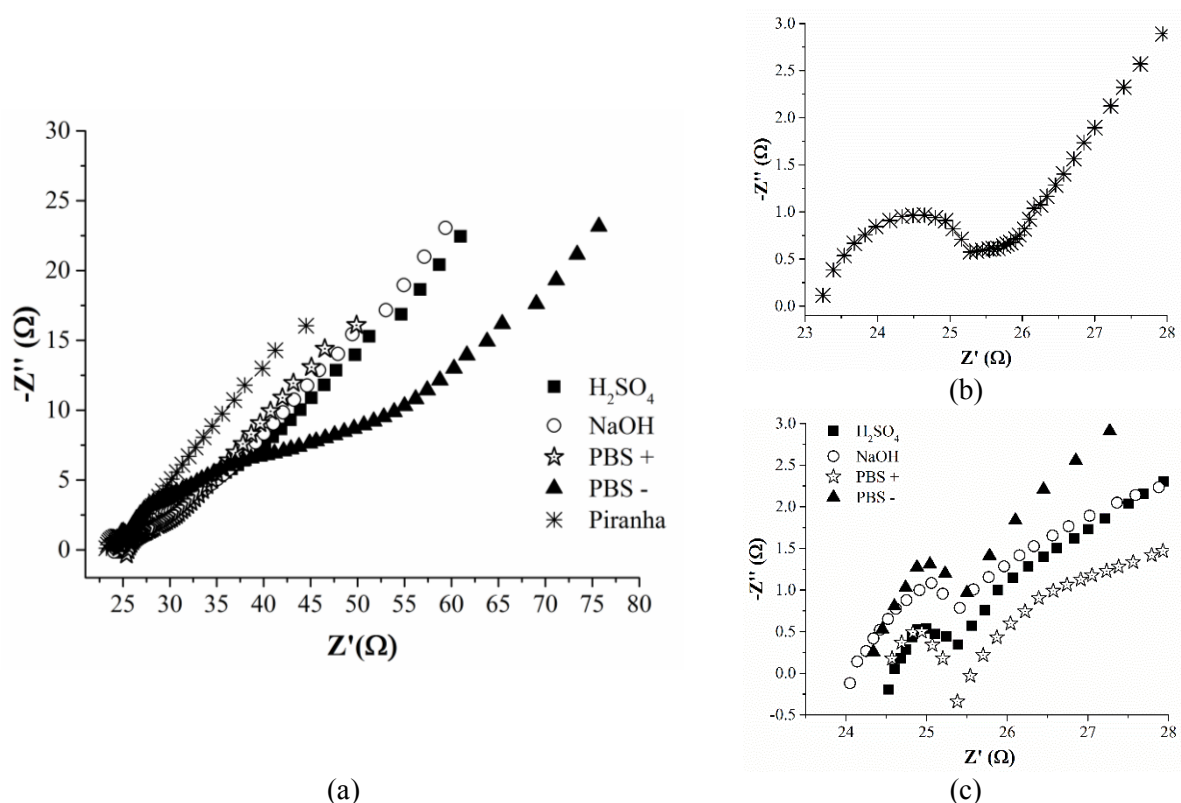 30
25
20
15
10
5
0
-Z'' (Ω)
25 30 35 40 45 50 55 60 65 70 75 80
Z'(Ω)
H₂SO₄
NaOH
PBS +
PBS -
Piranha
(a)
3.0
2.5
2.0
1.5
1.0
0.5
0.0
-Z'' (Ω)
23 24 25 26 27 28
Z' (Ω)
(b)
H₂SO₄
NaOH
PBS +
PBS -
3.0
2.5
2.0
1.5
1.0
0.5
0.0
-0.5
-Z'' (Ω)
24 25 26 27 28
Z' (Ω)
(c)